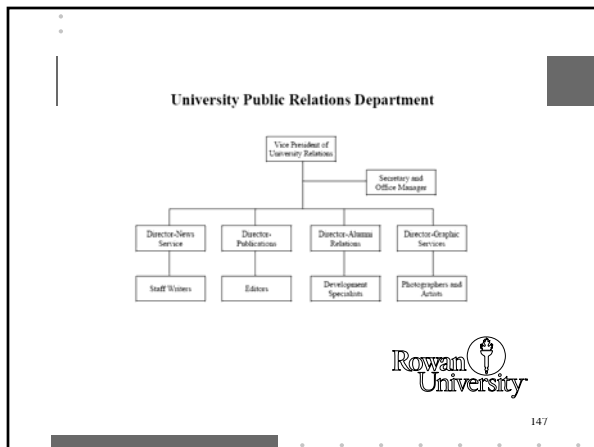 University Public Relations Department
Vice President of
University Relations
Secretary and
Office Manager
Director-News
Service
Director-
Publications
Director-Alumni
Relations
Director-Graphic
Services
Staff Writers
Editors
Development
Specialists
Photographers and
Artists
Rowan
University
147